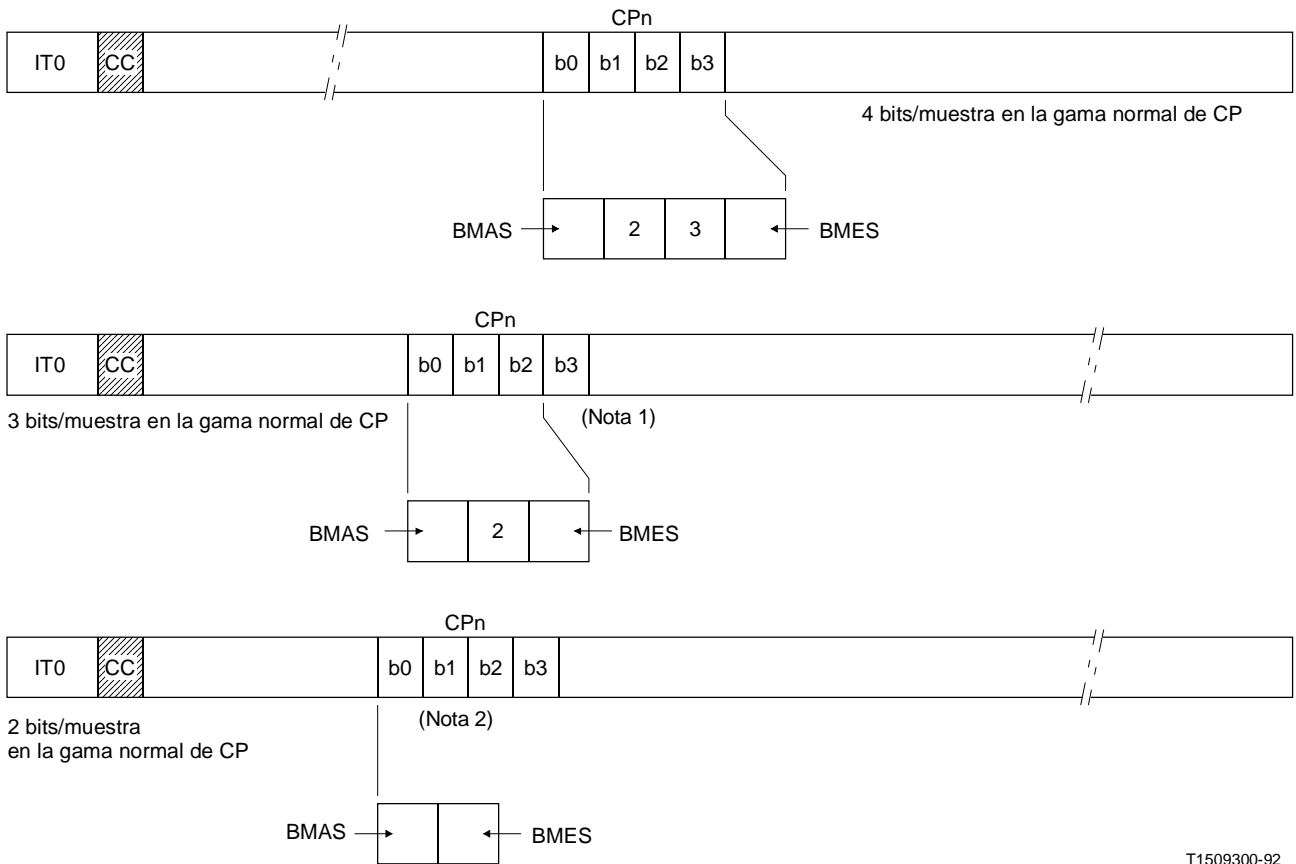 CPn
IT0 CC b0 b1 b2 b3
4 bits/muestra en la gama normal de CP
BMAS 2 3 BMES
CPn
IT0 CC b0 b1 b2 b3
3 bits/muestra en la gama normal de CP (Nota 1)
BMAS 2 BMES
CPn
IT0 CC b0 b1 b2 b3
2 bits/muestra (Nota 2)
en la gama normal de CP
BMAS BMES
T1509300-92